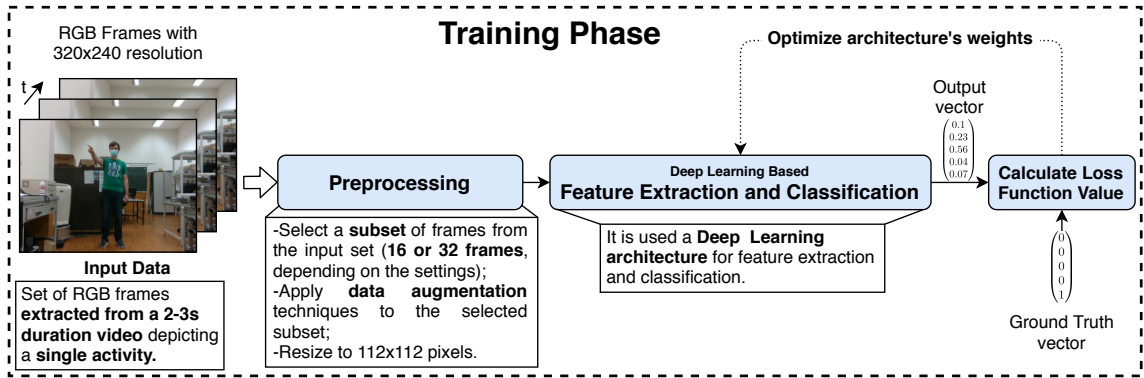 Training Phase
RGB Frames with
320x240 resolution
t
Input Data
Set of RGB frames
extracted from a 2-3s
duration video depicting
a single activity.
Preprocessing
-Select a subset of frames from
the input set (16 or 32 frames,
depending on the settings);
-Apply data augmentation
techniques to the selected
subset;
-Resize to 112x112 pixels.
Deep Learning Based
Feature Extraction and Classification
It is used a Deep Learning
architecture for feature extraction
and classification.
Optimize architecture's weights
Output
vector
0.1
0.23
0.56
0.04
0.07
Calculate Loss
Function Value
0
0
0
0
1
Ground Truth
vector